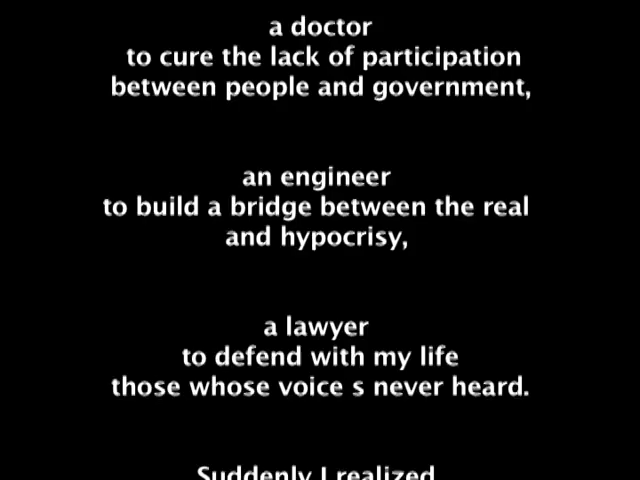 a doctor
to cure the lack of participation
between people and government,
an engineer
to build a bridge between the real
and hypocrisy,
a lawyer
to defend with my life
those whose voice s never heard.
Suddenly I realized